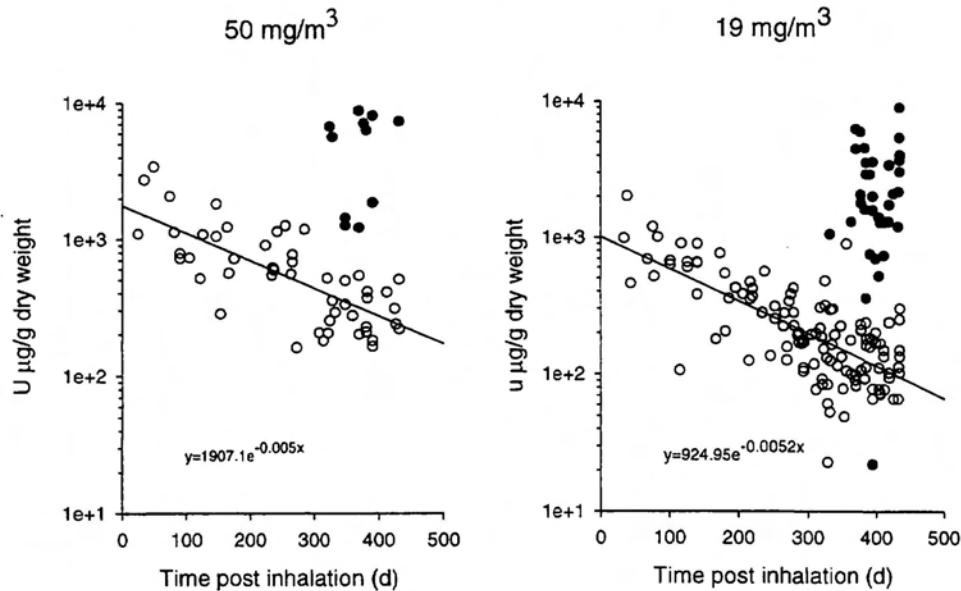 50 mg/m³
19 mg/m³
U µg/g dry weight
1e+4
1e+3
1e+2
1e+1
y=1907.1e^-0.005x
0 100 200 300 400 500
Time post inhalation (d)
u µg/g dry weight
1e+4
1e+3
1e+2
1e+1
y=924.95e^-0.0052x
0 100 200 300 400 500
Time post inhalation (d)